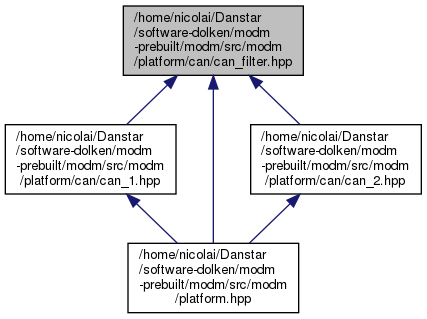 /home/nicolai/Danstar
/software-dolken/modm
-prebuilt/modm/src/modm
/platform/can/can_filter.hpp
/home/nicolai/Danstar
/software-dolken/modm
-prebuilt/modm/src/modm
/platform/can/can_1.hpp
/home/nicolai/Danstar
/software-dolken/modm
-prebuilt/modm/src/modm
/platform/can/can_2.hpp
/home/nicolai/Danstar
/software-dolken/modm
-prebuilt/modm/src/modm
/platform.hpp